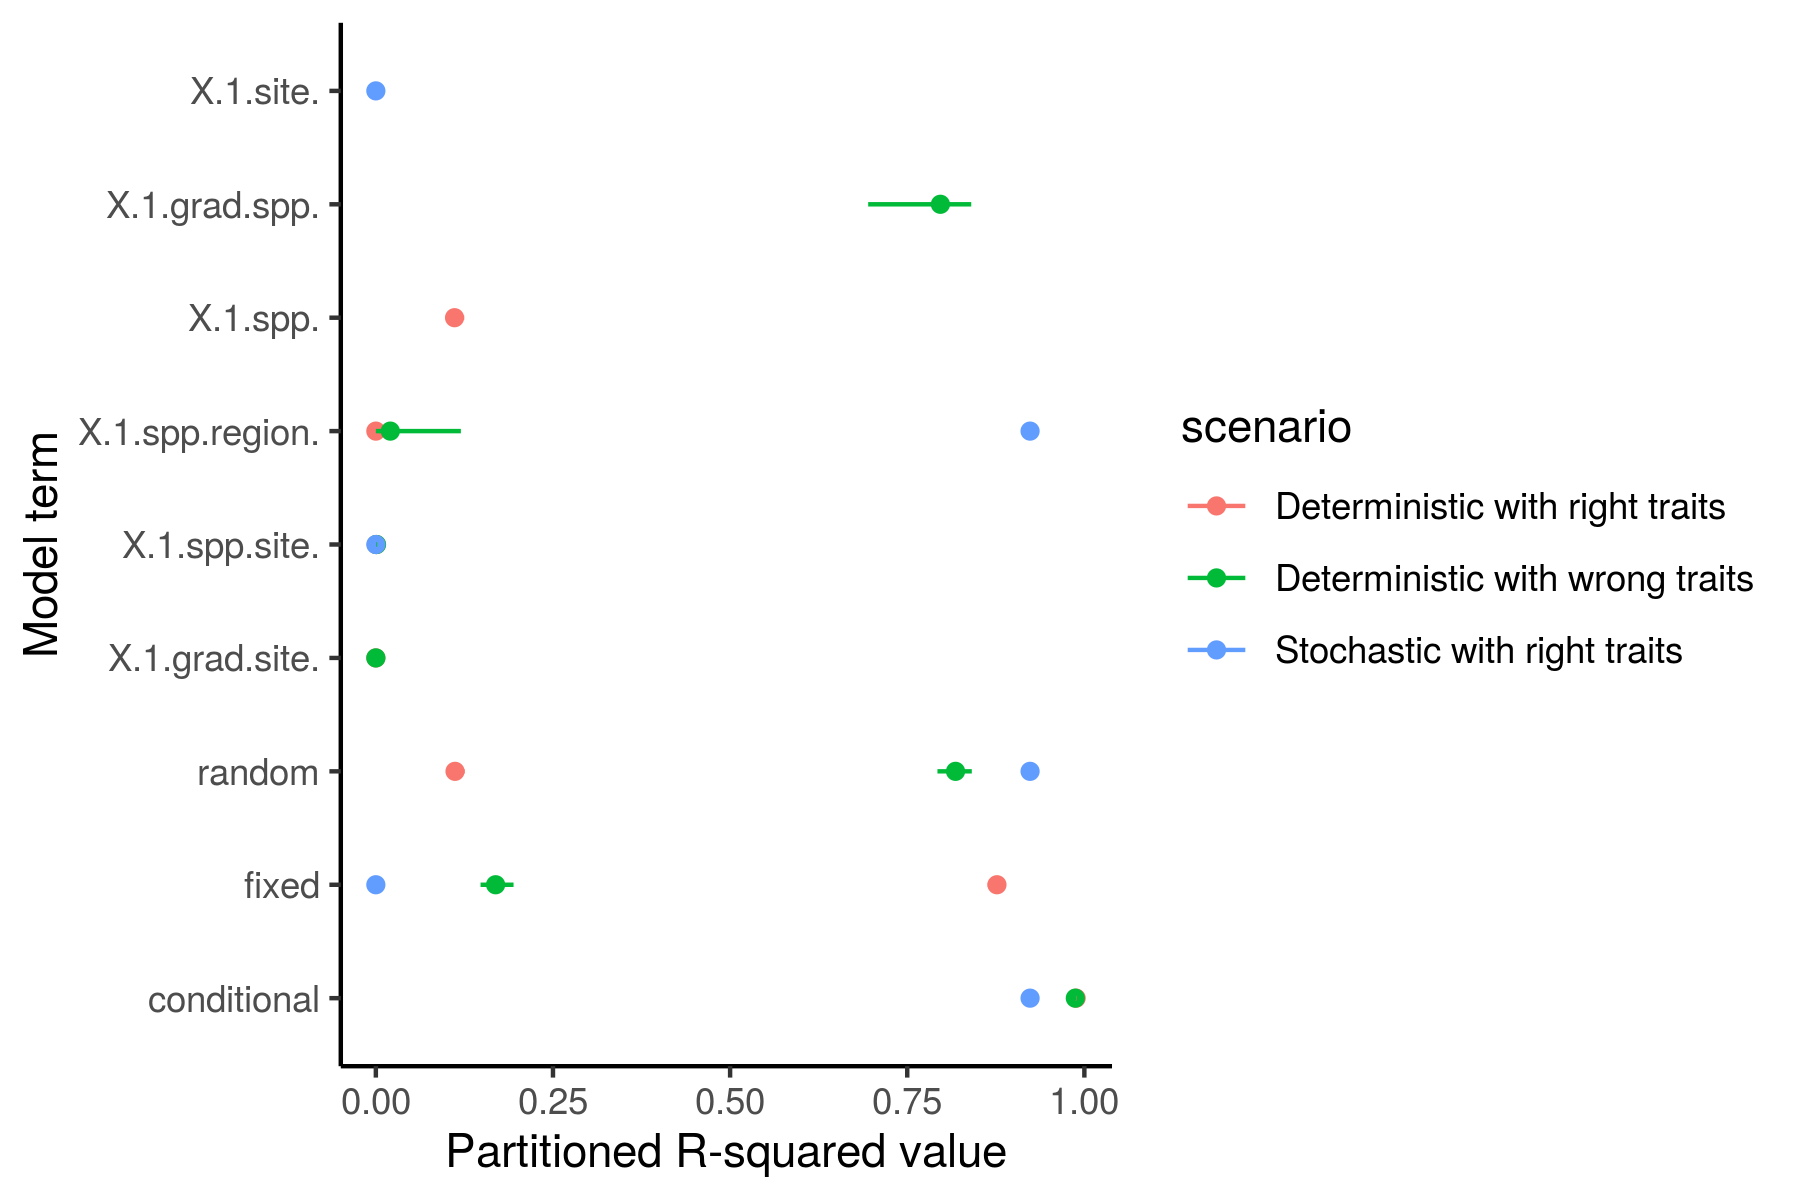 X.1.site.
X.1.grad.spp.
X.1.spp.
X.1.spp.region.
X.1.spp.site.
X.1.grad.site.
random
fixed
conditional
Model term
0.00 0.25 0.50 0.75 1.00
Partitioned R-squared value
scenario
Deterministic with right traits
Deterministic with wrong traits
Stochastic with right traits